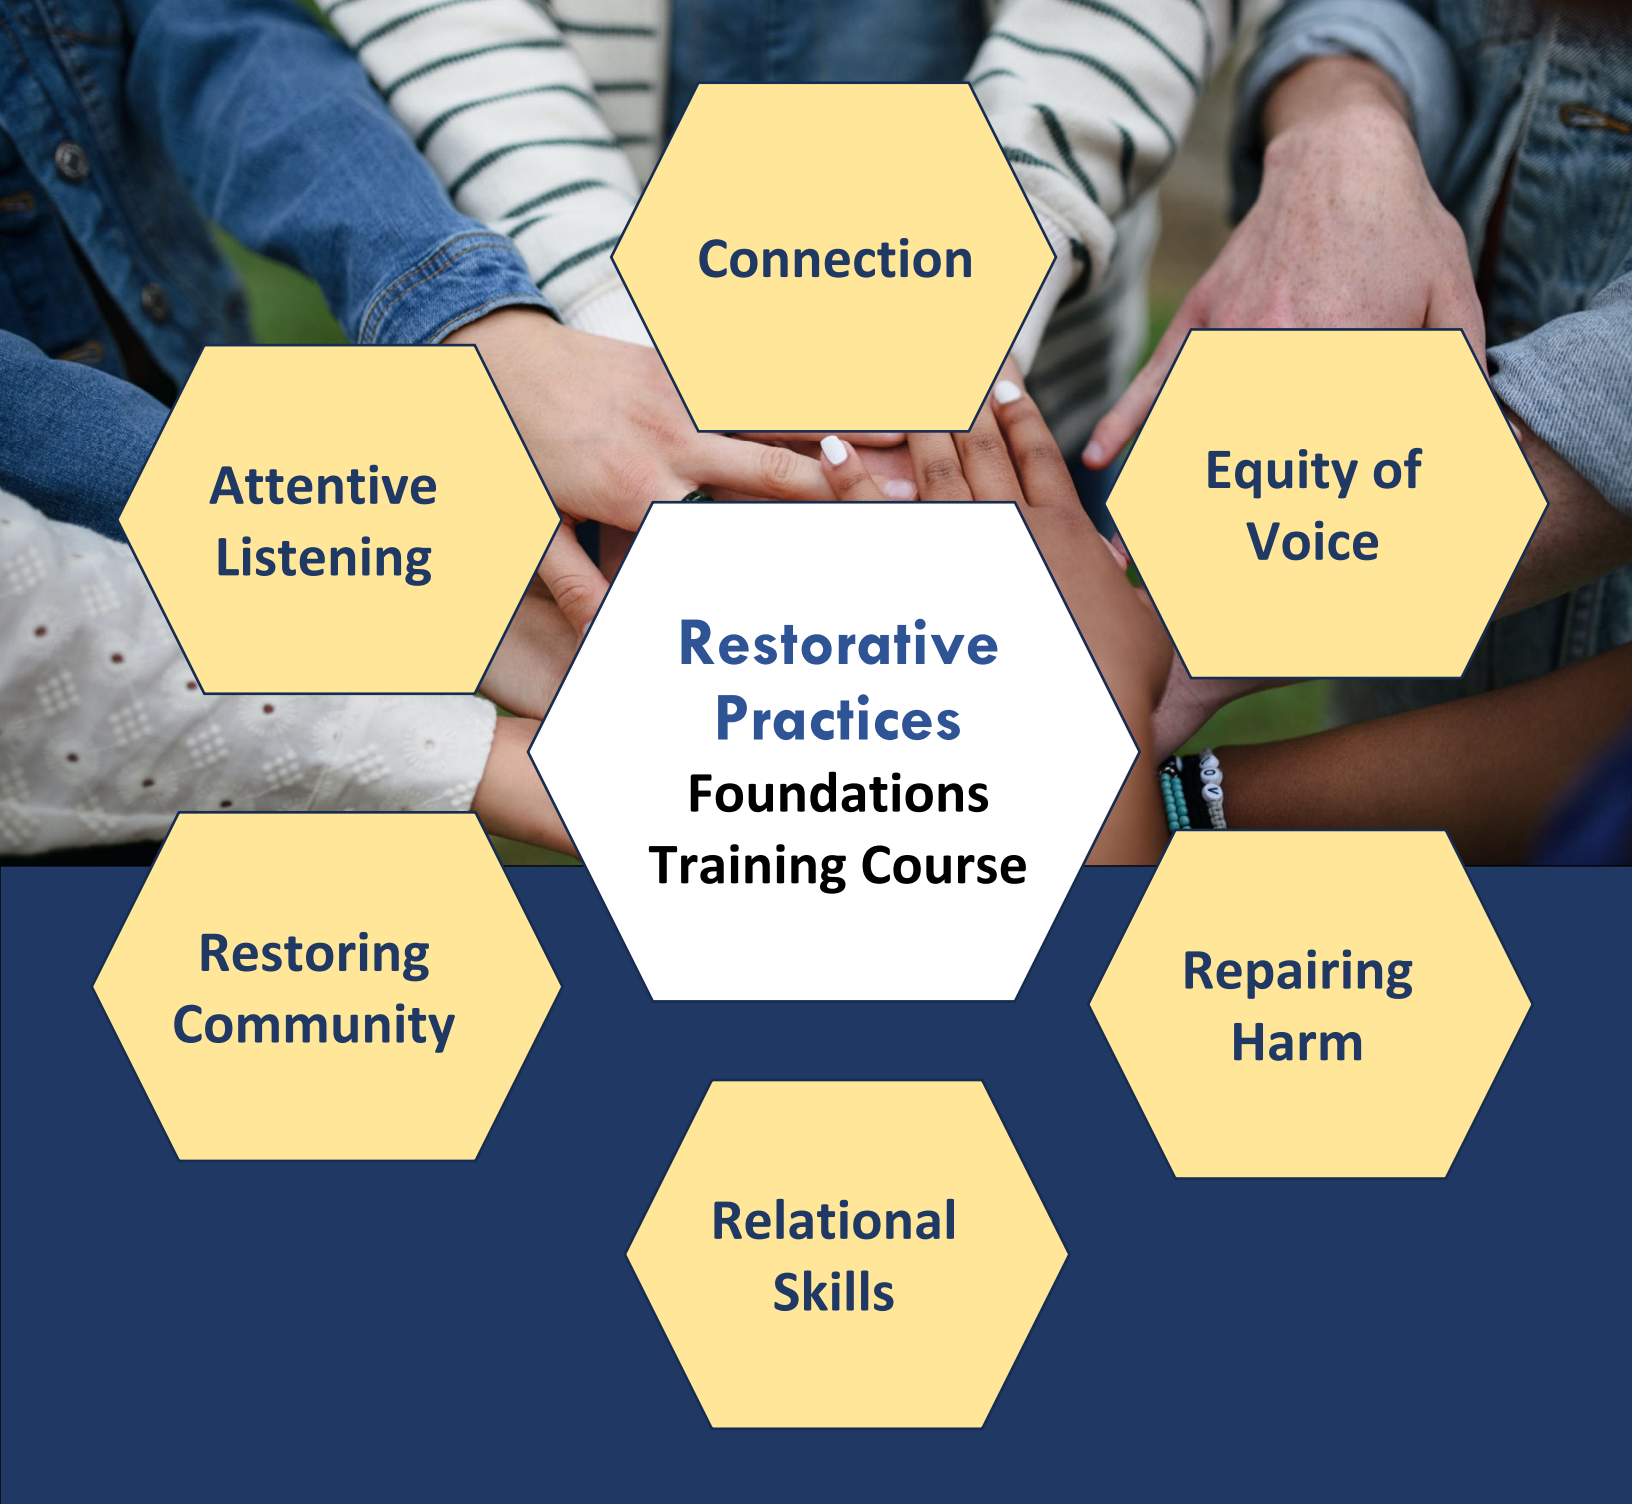 Connection
Attentive
Listening
Equity of
Voice
Restorative
Practices
Foundations
Training Course
Restoring
Community
Repairing
Harm
Relational
Skills